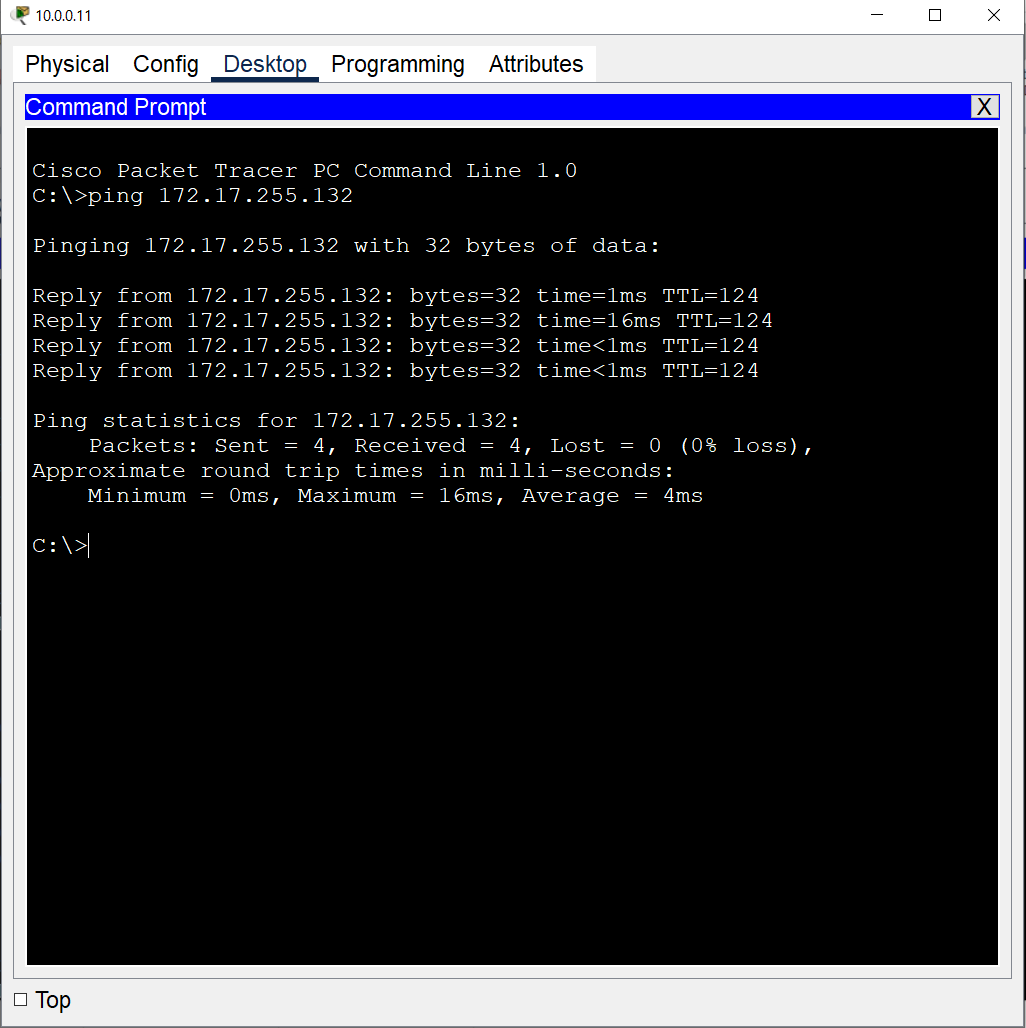 10.0.0.11
Physical Config Desktop Programming Attributes
Command Prompt X
Cisco Packet Tracer PC Command Line 1.0
C:\>ping 172.17.255.132
Pinging 172.17.255.132 with 32 bytes of data:
Reply from 172.17.255.132: bytes=32 time=1ms TTL=124
Reply from 172.17.255.132: bytes=32 time=16ms TTL=124
Reply from 172.17.255.132: bytes=32 time<1ms TTL=124
Reply from 172.17.255.132: bytes=32 time<1ms TTL=124
Ping statistics for 172.17.255.132:
Packets: Sent = 4, Received = 4, Lost = 0 (0% loss),
Approximate round trip times in milli-seconds:
Minimum = 0ms, Maximum = 16ms, Average = 4ms
C:\>
Top